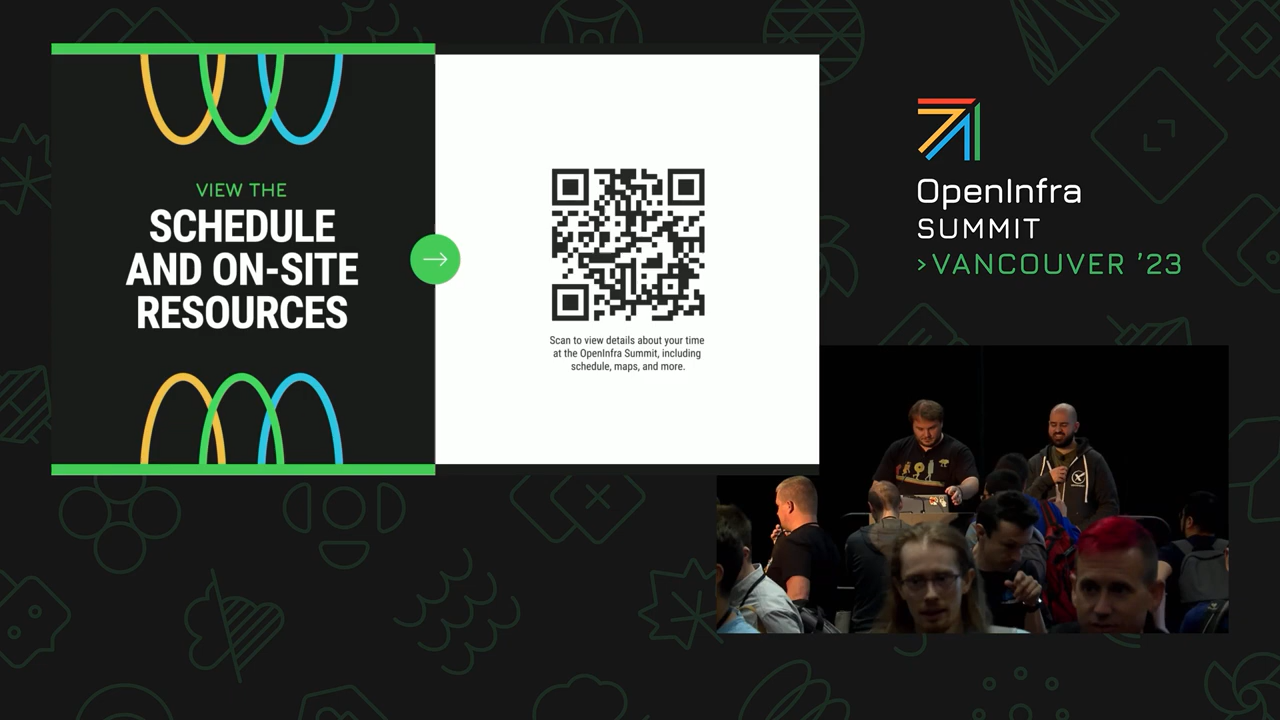 VIEW THE
SCHEDULE
AND ON-SITE
RESOURCES
Scan to view details about your time
at the OpenInfra Summit, including
schedule, maps, and more.
OpenInfra
SUMMIT
>VANCOUVER '23